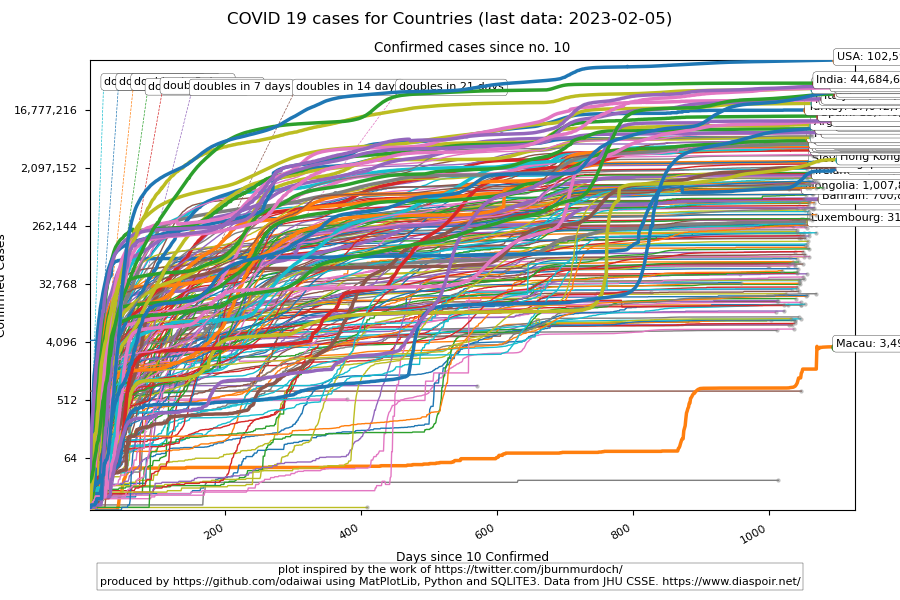 COVID 19 cases for Countries (last data: 2023-02-05)
Confirmed cases since no. 10
USA: 102,5
doubles in 7 days
doubles in 14 day
doubles in 21 days
India: 44,684,6
16,777,216
2,097,152
262,144
32,768
4,096
512
64
Hong Kong
Mongolia: 1,007,8
Bahrain: 700,
Luxembourg: 31
Macau: 3,49
Confirmed Cases
200
400
600
800
1000
Days since 10 Confirmed
plot inspired by the work of https://twitter.com/jburnmurdoch/
produced by https://github.com/odaiwai using MatPlotLib, Python and SQLITE3. Data from JHU CSSE. https://www.diaspoir.net/